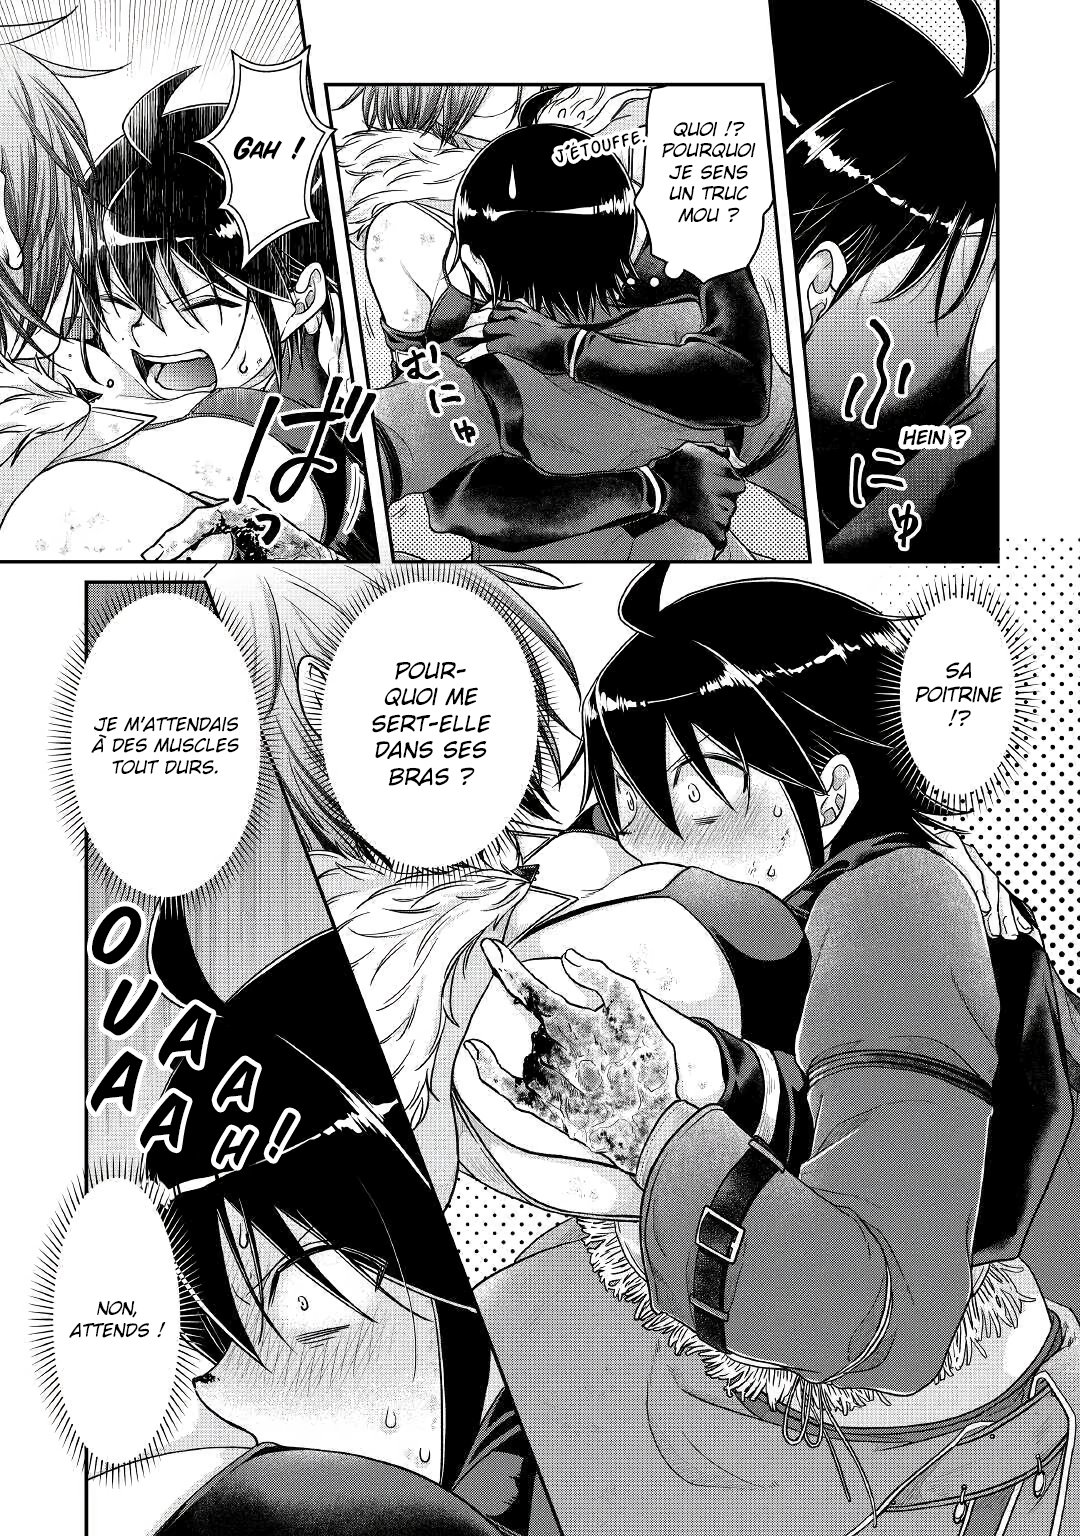 ふにゅ
HEIN ?
QUOI !?
POURQUOI
JE SENS
UN TRUC
MOU ?
J'ÉTOUFFE.
むにゅ
GAH !
ばっ
SA
POITRINE
!?
POUR-
QUOI ME
SERT-ELLE
DANS SES
BRAS ?
JE M'ATTENDAIS
À DES MUSCLES
TOUT DURS.
OUAAAAAH !
NON,
ATTENDS !